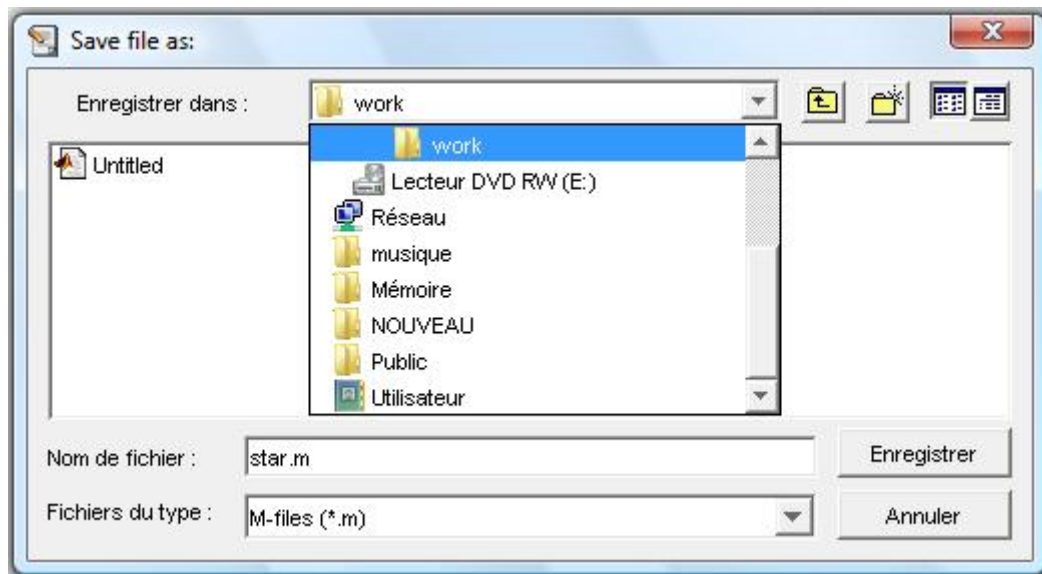 Save file as:
Enregistrer dans :
work
Untitled
work
Lecteur DVD RW (E:)
Réseau
musique
Mémoire
NOUVEAU
Public
Utilisateur
Nom de fichier :
star.m
Enregistrer
Fichiers du type :
M-files (*.m)
Annuler